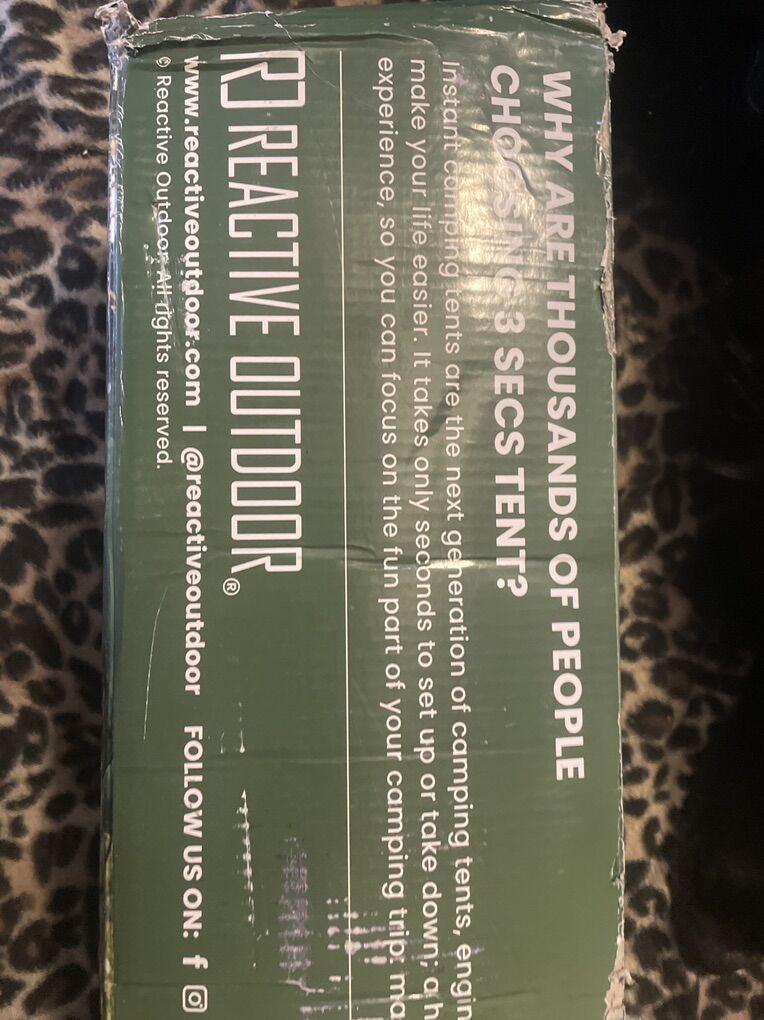 WHY ARE THOUSANDS OF PEOPLE
CHOOSING 3 SECS TENT?
Instant camping tents are the next generation of camping tents, engin
make your life easier. It takes only seconds to set up or take down; a h
experience, so you can focus on the fun part of your camping trip: ma
REACTIVE OUTDOOR®
www.reactiveoutdoor.com | @reactiveoutdoor FOLLOW US ON:
© Reactive Outdoor. All rights reserved.